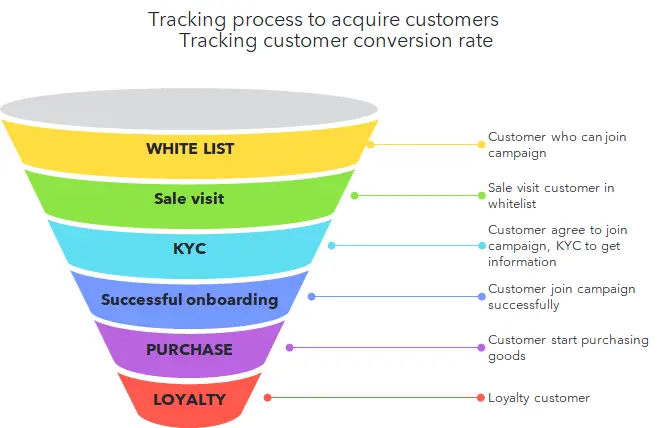 Tracking process to acquire customers
Tracking customer conversion rate
WHITE LIST
Customer who can join
campaign
Sale visit
Sale visit customer in
whitelist
KYC
Customer agree to join
campaign, KYC to get
information
Successful onboarding
Customer join campaign
successfully
PURCHASE
Customer start purchasing
goods
LOYALTY
Loyalty customer